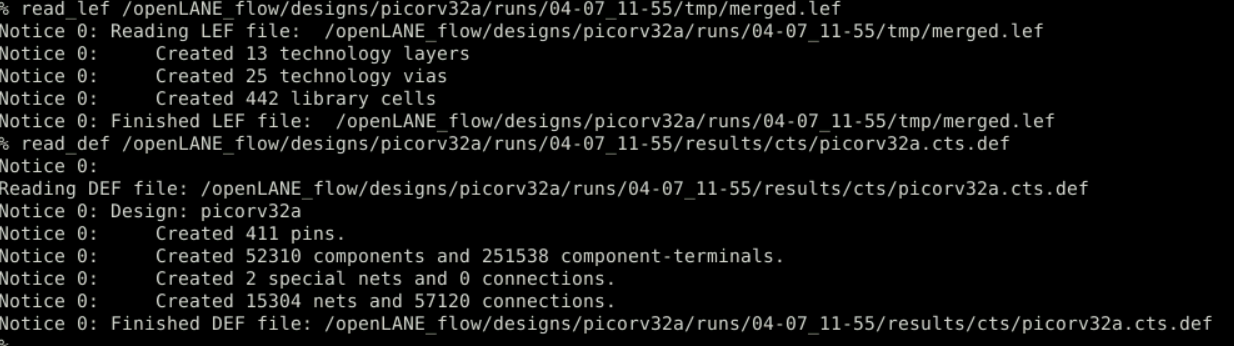 % read_lef /openLANE_flow/designs/picorv32a/runs/04-07_11-55/tmp/merged.lef
Notice 0: Reading LEF file:  /openLANE_flow/designs/picorv32a/runs/04-07_11-55/tmp/merged.lef
Notice 0:     Created 13 technology layers
Notice 0:     Created 25 technology vias
Notice 0:     Created 442 library cells
Notice 0: Finished LEF file:  /openLANE_flow/designs/picorv32a/runs/04-07_11-55/tmp/merged.lef
% read_def /openLANE_flow/designs/picorv32a/runs/04-07_11-55/results/cts/picorv32a.cts.def
Notice 0:
Reading DEF file: /openLANE_flow/designs/picorv32a/runs/04-07_11-55/results/cts/picorv32a.cts.def
Notice 0: Design: picorv32a
Notice 0:     Created 411 pins.
Notice 0:     Created 52310 components and 251538 component-terminals.
Notice 0:     Created 2 special nets and 0 connections.
Notice 0:     Created 15304 nets and 57120 connections.
Notice 0: Finished DEF file: /openLANE_flow/designs/picorv32a/runs/04-07_11-55/results/cts/picorv32a.cts.def
%